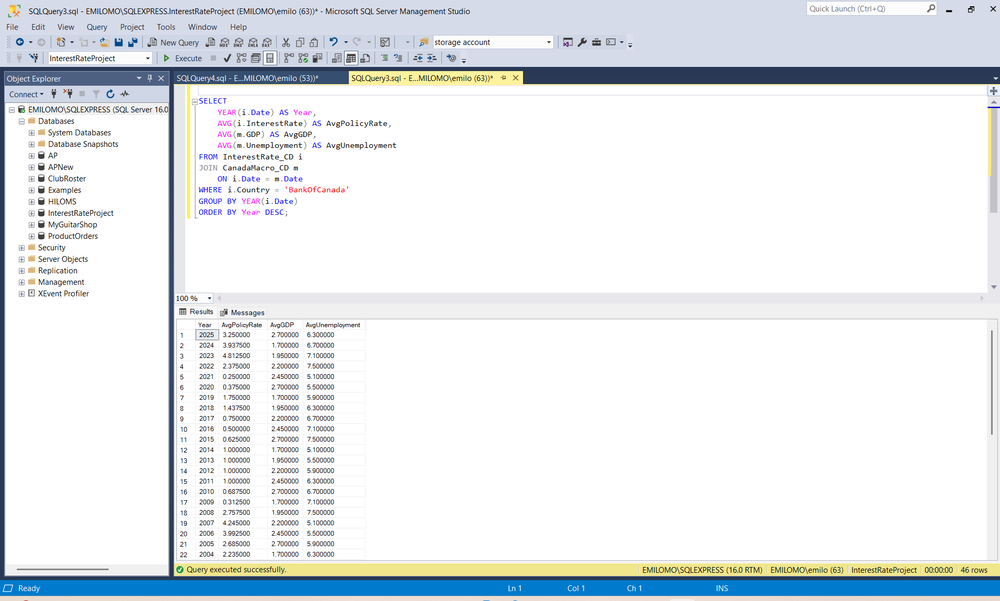 SQLQuery3.sql - EMILOMO\SQLEXPRESS.InterestRateProject (EMILOMO\emilo (63))* - Microsoft SQL Server Management Studio
Quick Launch (Ctrl+Q)
File Edit View Query Project Tools Window Help
New Query MDX DMX XMLA DAX storage account
InterestRateProject Execute
Object Explorer
SQLQuery4.sql - E...MILOMO\emilo (53))* SQLQuery3.sql - E...MILOMO\emilo (63))*
Connect
EMILOMO\SQLEXPRESS (SQL Server 16.0
Databases
System Databases
Database Snapshots
AP
APNew
ClubRoster
Examples
HILOMS
InterestRateProject
MyGuitarShop
ProductOrders
Security
Server Objects
Replication
Management
XEvent Profiler
SELECT
YEAR(i.Date) AS Year,
AVG(i.InterestRate) AS AvgPolicyRate,
AVG(m.GDP) AS AvgGDP,
AVG(m.Unemployment) AS AvgUnemployment
FROM InterestRate_CD i
JOIN CanadaMacro_CD m
ON i.Date = m.Date
WHERE i.Country = 'BankOfCanada'
GROUP BY YEAR(i.Date)
ORDER BY Year DESC;
100 %
Results Messages
Year AvgPolicyRate AvgGDP AvgUnemployment
1 2025 3.250000 2.700000 6.300000
2 2024 3.937500 1.700000 6.700000
3 2023 4.812500 1.950000 7.100000
4 2022 2.375000 2.200000 7.500000
5 2021 0.250000 2.450000 5.100000
6 2020 0.375000 2.700000 5.500000
7 2019 1.750000 1.700000 5.900000
8 2018 1.437500 1.950000 6.300000
9 2017 0.750000 2.200000 6.700000
10 2016 0.500000 2.450000 7.100000
11 2015 0.625000 2.700000 7.500000
12 2014 1.000000 1.700000 5.100000
13 2013 1.000000 1.950000 5.500000
14 2012 1.000000 2.200000 5.900000
15 2011 1.000000 2.450000 6.300000
16 2010 0.687500 2.700000 6.700000
17 2009 0.312500 1.700000 7.100000
18 2008 2.757500 1.950000 7.500000
19 2007 4.245000 2.200000 5.100000
20 2006 3.992500 2.450000 5.500000
21 2005 2.685000 2.700000 5.900000
22 2004 2.235000 1.700000 6.300000
Query executed successfully. EMILOMO\SQLEXPRESS (16.0 RTM) EMILOMO\emilo (63) InterestRateProject 00:00:00 46 rows
Ready Ln 1 Col 1 Ch 1 INS